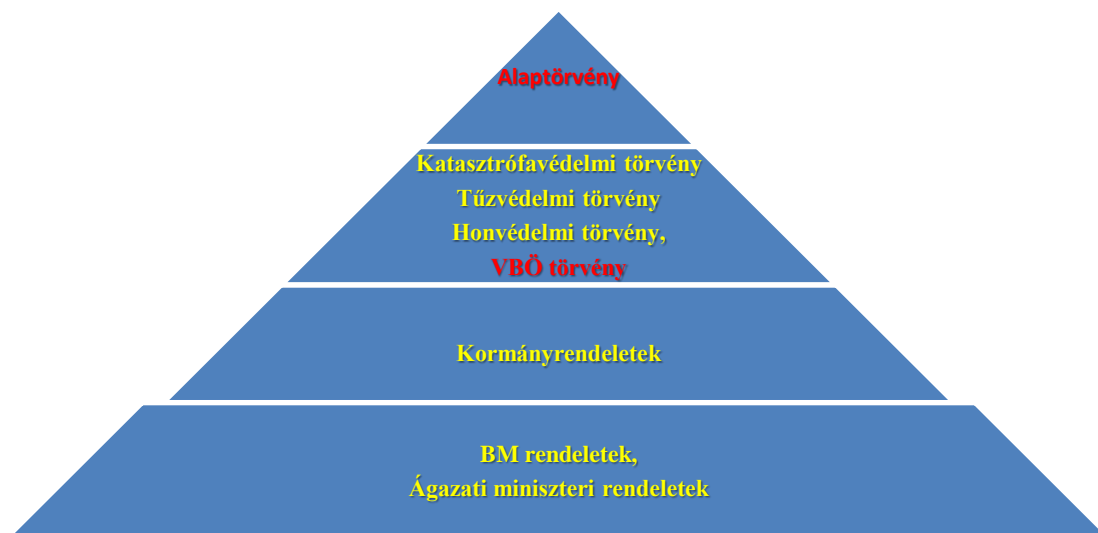 Alaptörvény
Katasztrófavédelmi törvény
Tűzvédelmi törvény
Honvédelmi törvény,
VBÖ törvény
Kormányrendeletek
BM rendeletek,
Ágazati miniszteri rendeletek